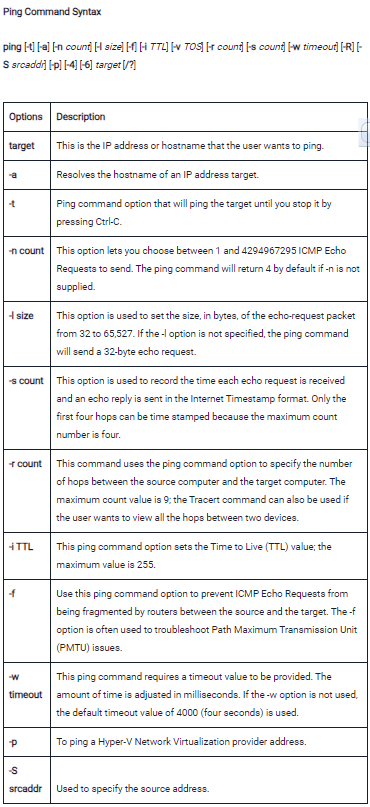 Ping Command Syntax
ping [-t] [-a] [-n count] [-l size] [-f] [-i TTL] [-v TOS] [-r count] [-s count] [-w timeout] [-R] [-
S srcaddr] [-p] [-4] [-6] target [/?]
Options Description
target This is the IP address or hostname that the user wants to ping.
-a Resolves the hostname of an IP address target.
-t Ping command option that will ping the target until you stop it by
pressing Ctrl-C.
-n count This option lets you choose between 1 and 4294967295 ICMP Echo
Requests to send. The ping command will return 4 by default if -n is not
supplied.
-l size This option is used to set the size, in bytes, of the echo-request packet
from 32 to 65,527. If the -l option is not specified, the ping command
will send a 32-byte echo request.
-s count This option is used to record the time each echo request is received
and an echo reply is sent in the Internet Timestamp format. Only the
first four hops can be time stamped because the maximum count
number is four.
-r count This command uses the ping command option to specify the number
of hops between the source computer and the target computer. The
maximum count value is 9; the Tracert command can also be used if
the user wants to view all the hops between two devices.
-i TTL This ping command option sets the Time to Live (TTL) value; the
maximum value is 255.
-f Use this ping command option to prevent ICMP Echo Requests from
being fragmented by routers between the source and the target. The -f
option is often used to troubleshoot Path Maximum Transmission Unit
(PMTU) issues.
-w This ping command requires a timeout value to be provided. The
timeout amount of time is adjusted in milliseconds. If the -w option is not used,
the default timeout value of 4000 (four seconds) is used.
-p To ping a Hyper-V Network Virtualization provider address.
-S
srcaddr Used to specify the source address.